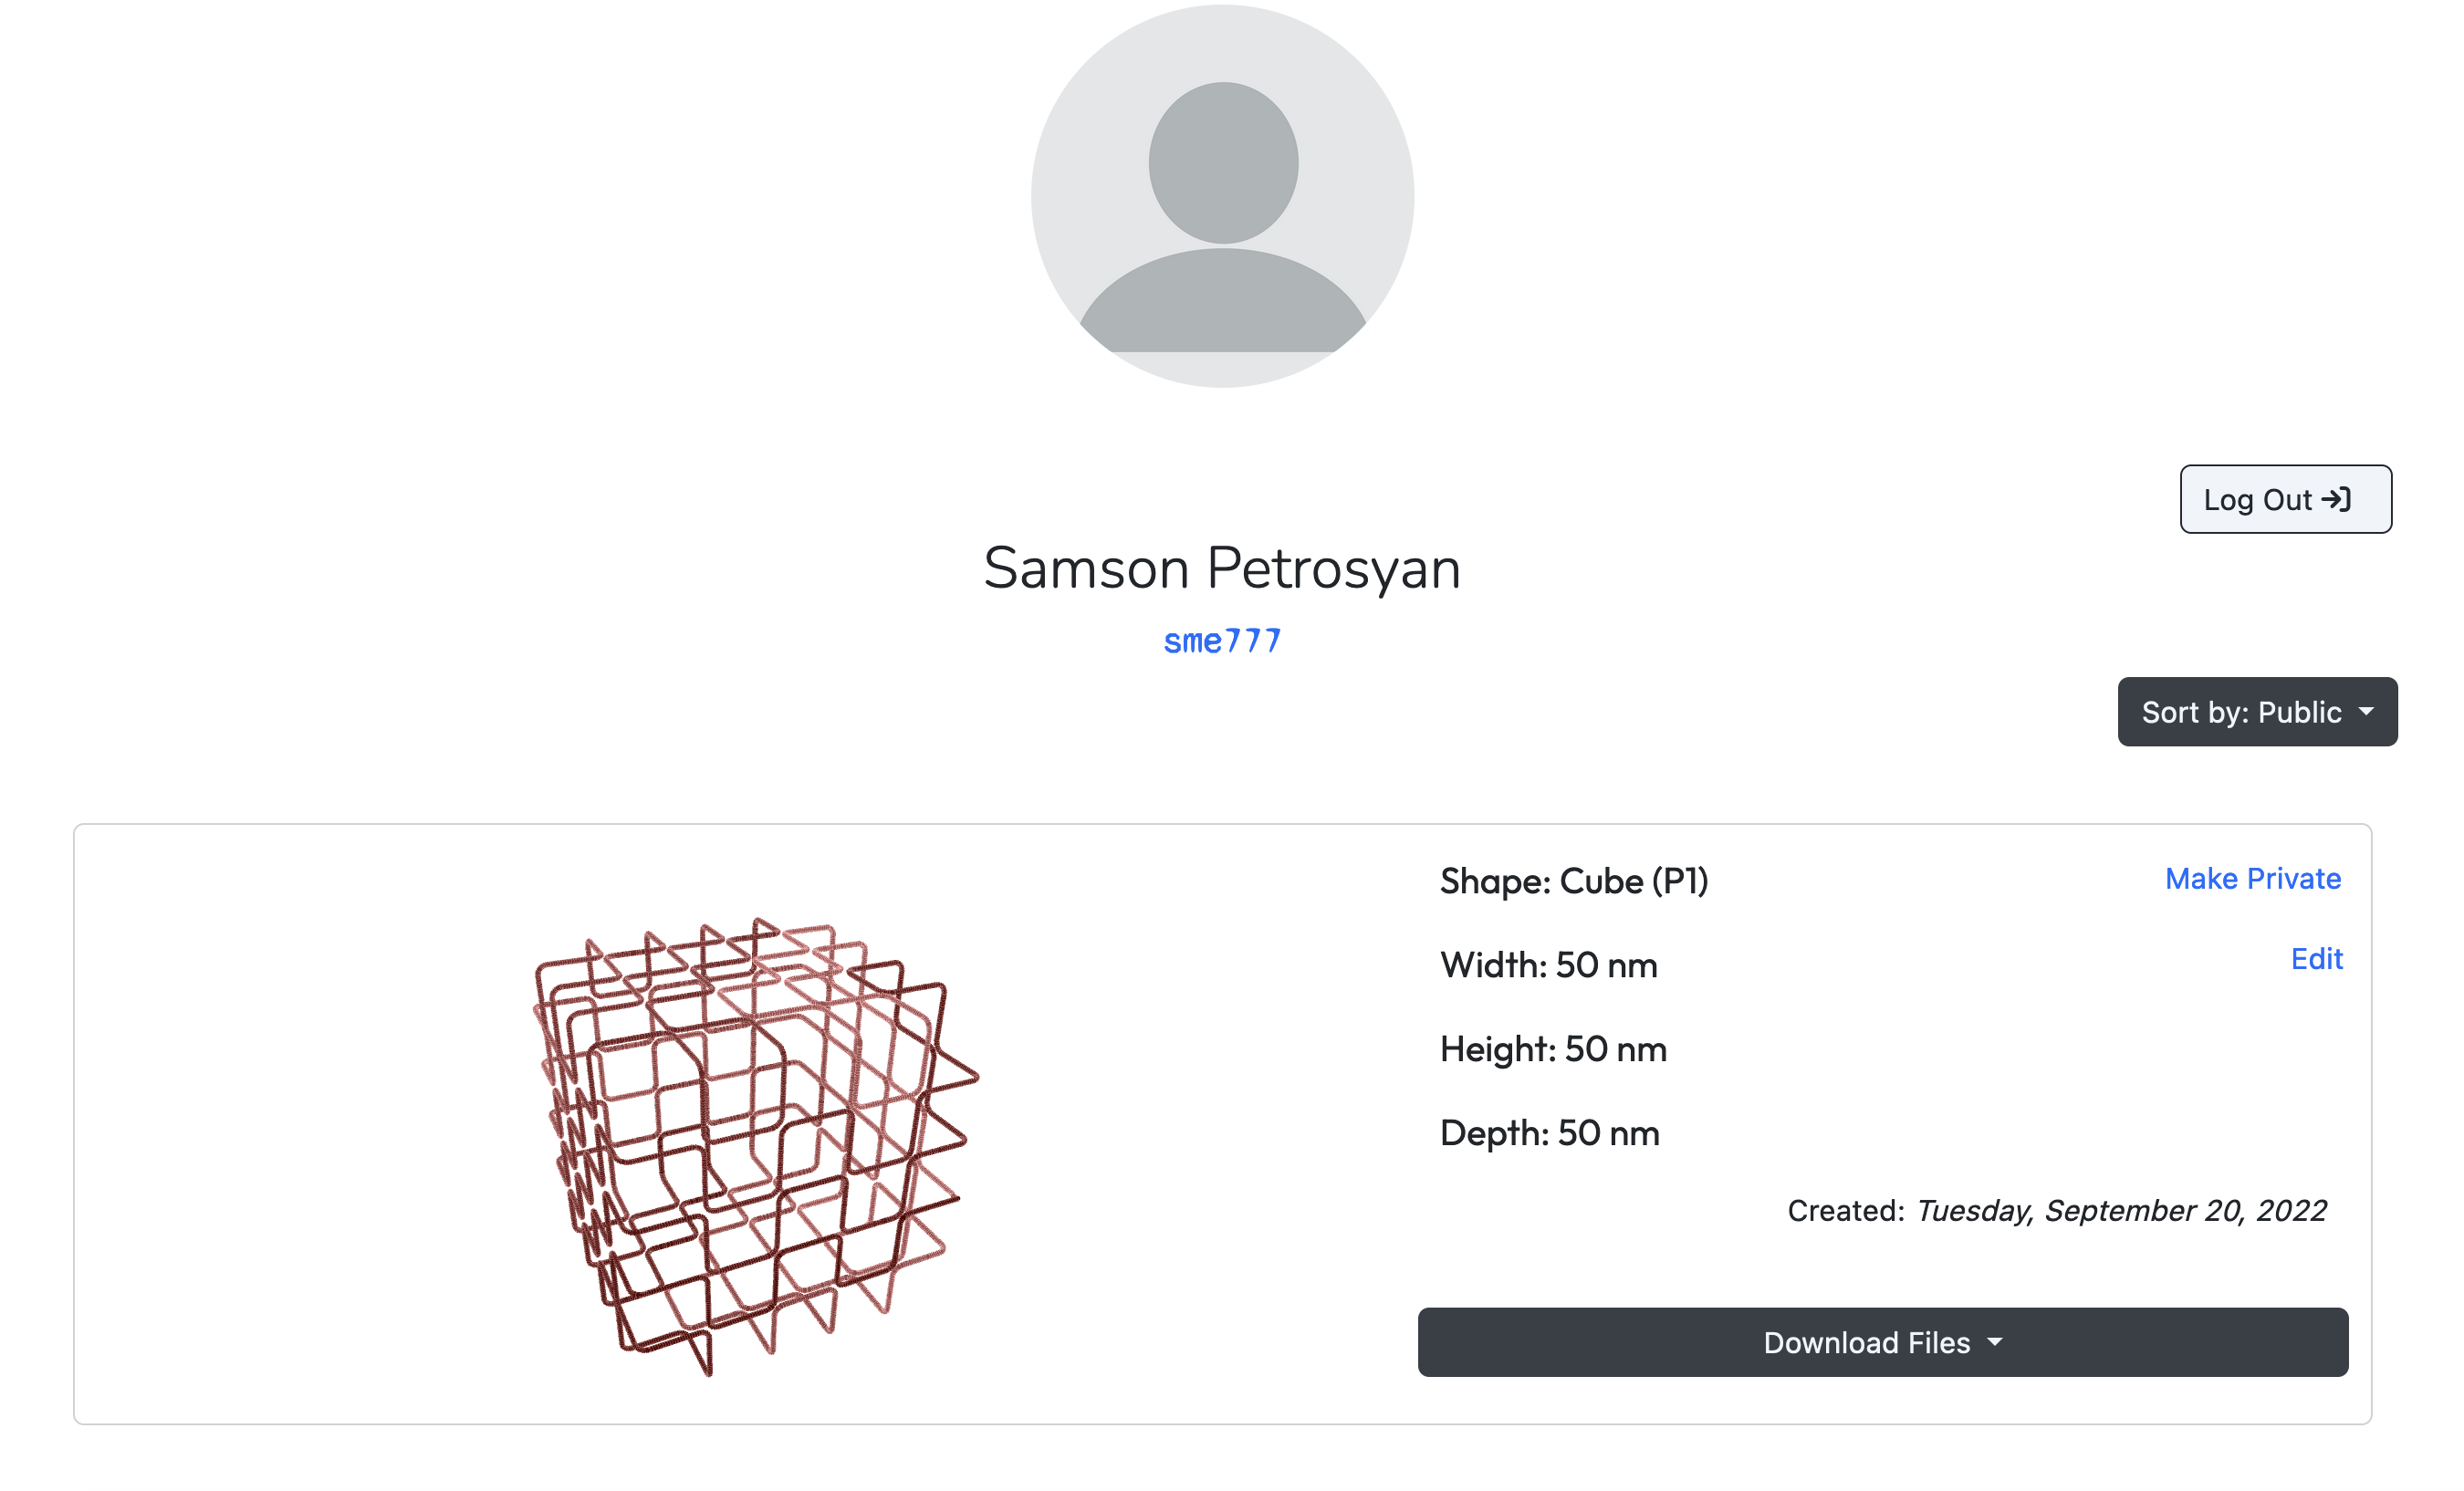 Log Out
Samson Petrosyan
sme777
Sort by: Public
Shape: Cube (P1)
Make Private
Width: 50 nm
Edit
Height: 50 nm
Depth: 50 nm
Created: Tuesday, September 20, 2022
Download Files